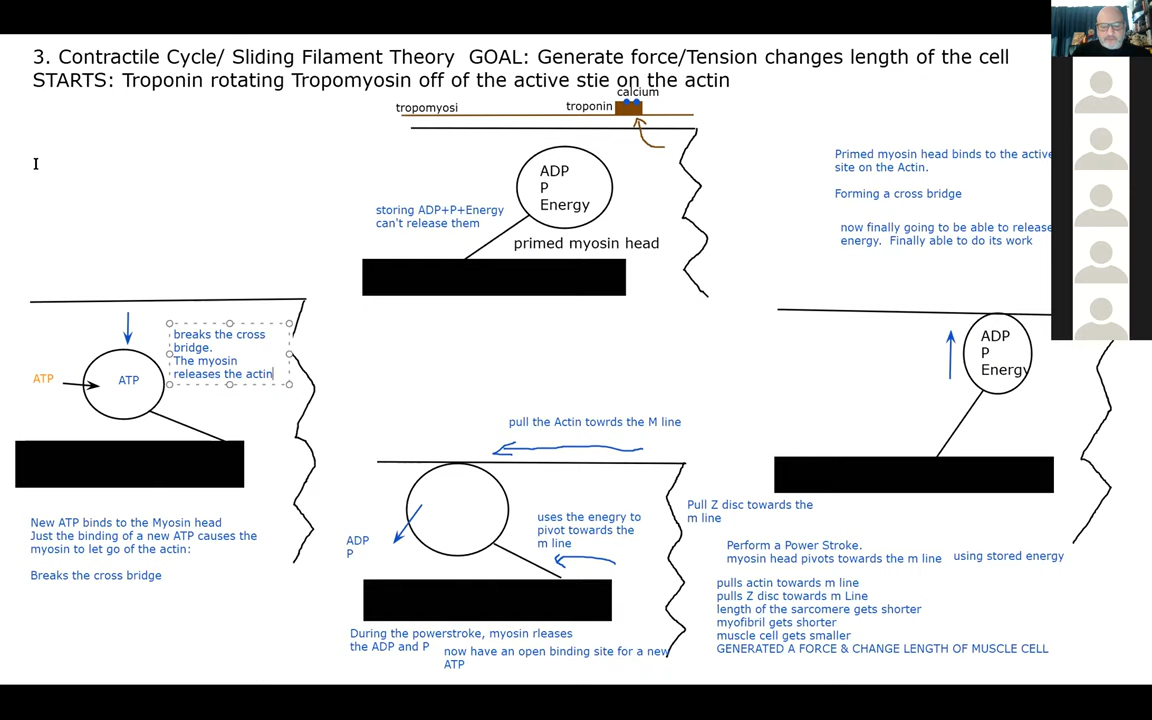 3. Contractile Cycle/ Sliding Filament Theory  GOAL: Generate force/Tension changes length of the cell
STARTS: Troponin rotating Tropomyosin off of the active stie on the actin
calcium
tropomyosi
troponin
ADP
P
Energy
storing ADP+P+Energy
can't release them
primed myosin head
Primed myosin head binds to the active
site on the Actin.
Forming a cross bridge
now finally going to be able to release
energy.  Finally able to do its work
breaks the cross
bridge.
The myosin
releases the actin
ATP
ATP
New ATP binds to the Myosin head
Just the binding of a new ATP causes the
myosin to let go of the actin:
Breaks the cross bridge
pull the Actin towrds the M line
ADP
P
uses the enegry to
pivot towards the
m line
During the powerstroke, myosin rleases
the ADP and P
now have an open binding site for a new
ATP
ADP
P
Energy
Pull Z disc towards the
m line
Perform a Power Stroke.
myosin head pivots towards the m line
using stored energy
pulls actin towards m line
pulls Z disc towards m Line
length of the sarcomere gets shorter
myofibril gets shorter
muscle cell gets smaller
GENERATED A FORCE & CHANGE LENGTH OF MUSCLE CELL